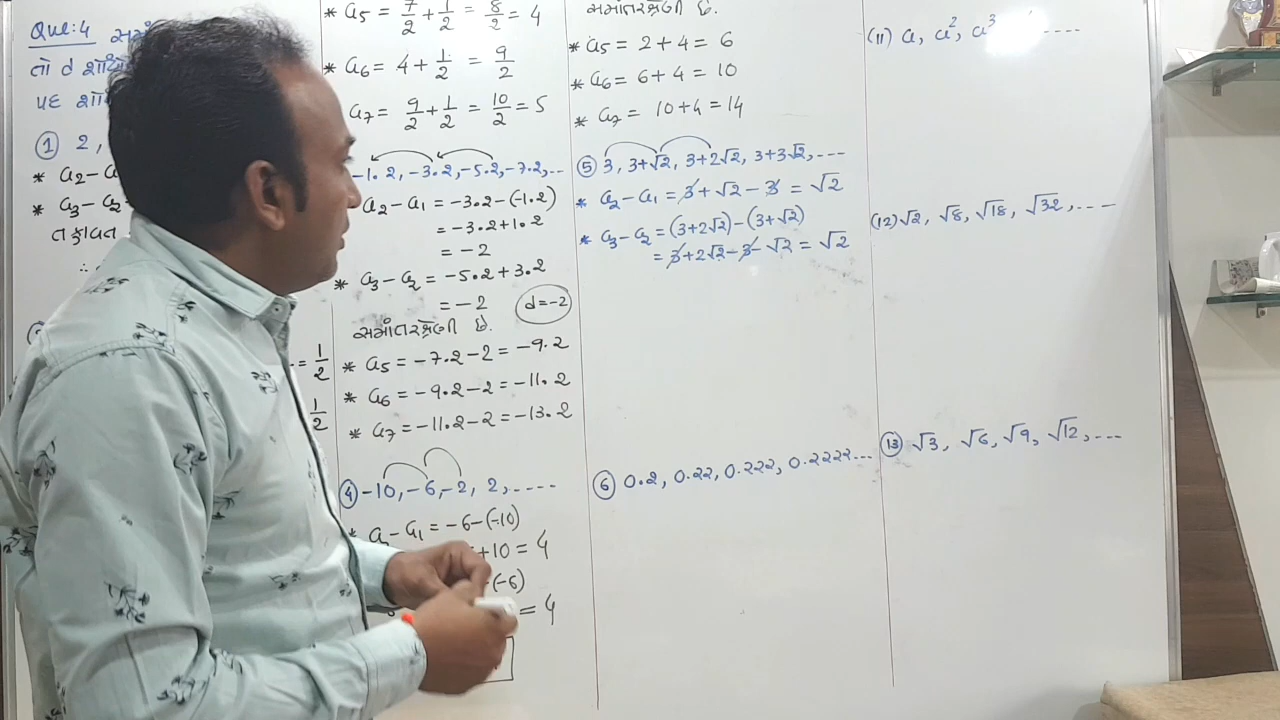 Que:4
તો d
પદ
① 2,
* a₂-a
* a₃-a₂=
તફાવત
= 1/2
1/2
* a₅ = 7/2 + 1/2 = 8/2 = 4
* a₆ = 4 + 1/2 = 9/2
a₇ = 9/2 + 1/2 = 10/2 = 5
-1.2, -3.2, -5.2, -7.2,...
a₂-a₁ = -3.2-(-1.2)
= -3.2+1.2
= -2
* a₃-a₂ = -5.2+3.2
= -2
d=-2
સમાંતરશ્રેણી છે.
* a₅ = -7.2-2 = -9.2
* a₆ = -9.2-2 = -11.2
* a₇ = -11.2-2 = -13.2
④ -10, -6, -2, 2, .....
* a₂-a₁ = -6-(-10)
+10 = 4
-(-6)
= 4
સમાંતરશ્રેણી છે.
* a₅ = 2+4 = 6
* a₆ = 6+4 = 10
* a₇ = 10+4 = 14
⑤ 3, 3+√2, 3+2√2, 3+3√2, ....
* a₂-a₁ = 3+√2-3 = √2
* a₃-a₂ = (3+2√2)-(3+√2)
= 3+2√2-3-√2 = √2
⑥ 0.2, 0.22, 0.222, 0.2222...
(11) a, a², a³ .....
(12) √2, √8, √18, √32, ....
⑬ √3, √6, √9, √12, ....